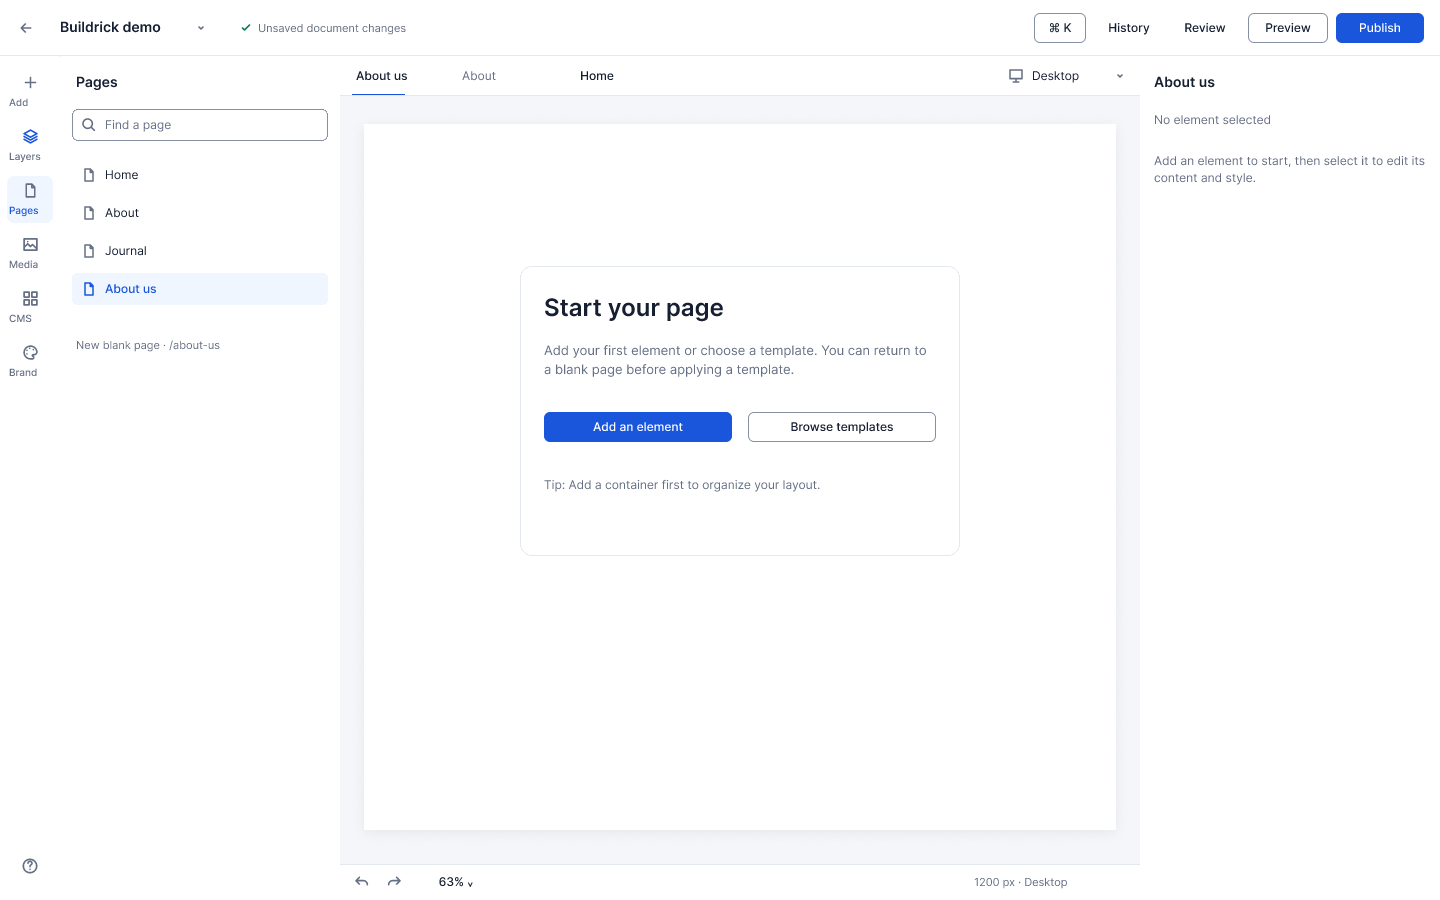 Buildrick demo
Unsaved document changes
⌘ K
History
Review
Preview
Publish
Add
Layers
Pages
Media
CMS
Brand
Pages
Find a page
Home
About
Journal
About us
New blank page · /about-us
About us
About
Home
Desktop
Start your page
Add your first element or choose a template. You can return to
a blank page before applying a template.
Add an element
Browse templates
Tip: Add a container first to organize your layout.
63%
1200 px · Desktop
About us
No element selected
Add an element to start, then select it to edit its
content and style.